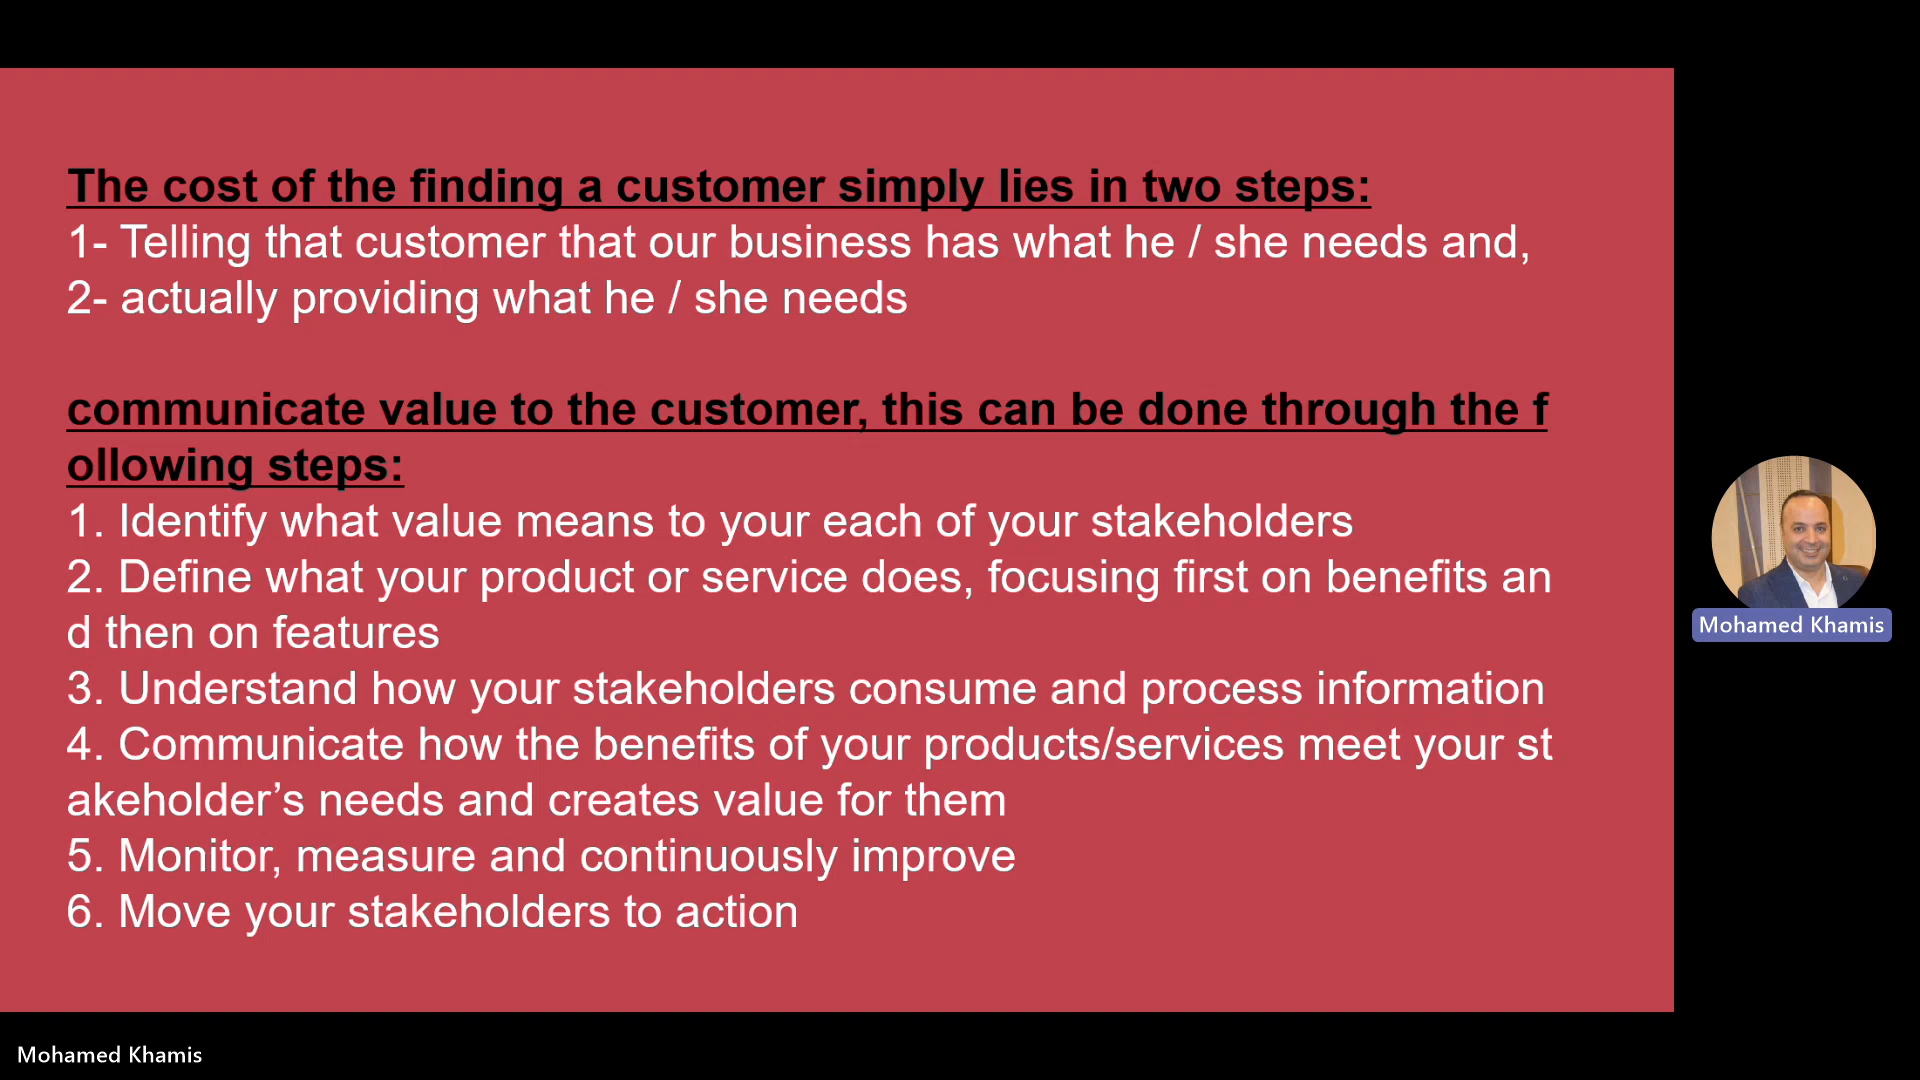 The cost of the finding a customer simply lies in two steps:
1- Telling that customer that our business has what he / she needs and,
2- actually providing what he / she needs
communicate value to the customer, this can be done through the f
ollowing steps:
1. Identify what value means to your each of your stakeholders
2. Define what your product or service does, focusing first on benefits an
d then on features
3. Understand how your stakeholders consume and process information
4. Communicate how the benefits of your products/services meet your st
akeholder’s needs and creates value for them
5. Monitor, measure and continuously improve
6. Move your stakeholders to action
Mohamed Khamis
Mohamed Khamis